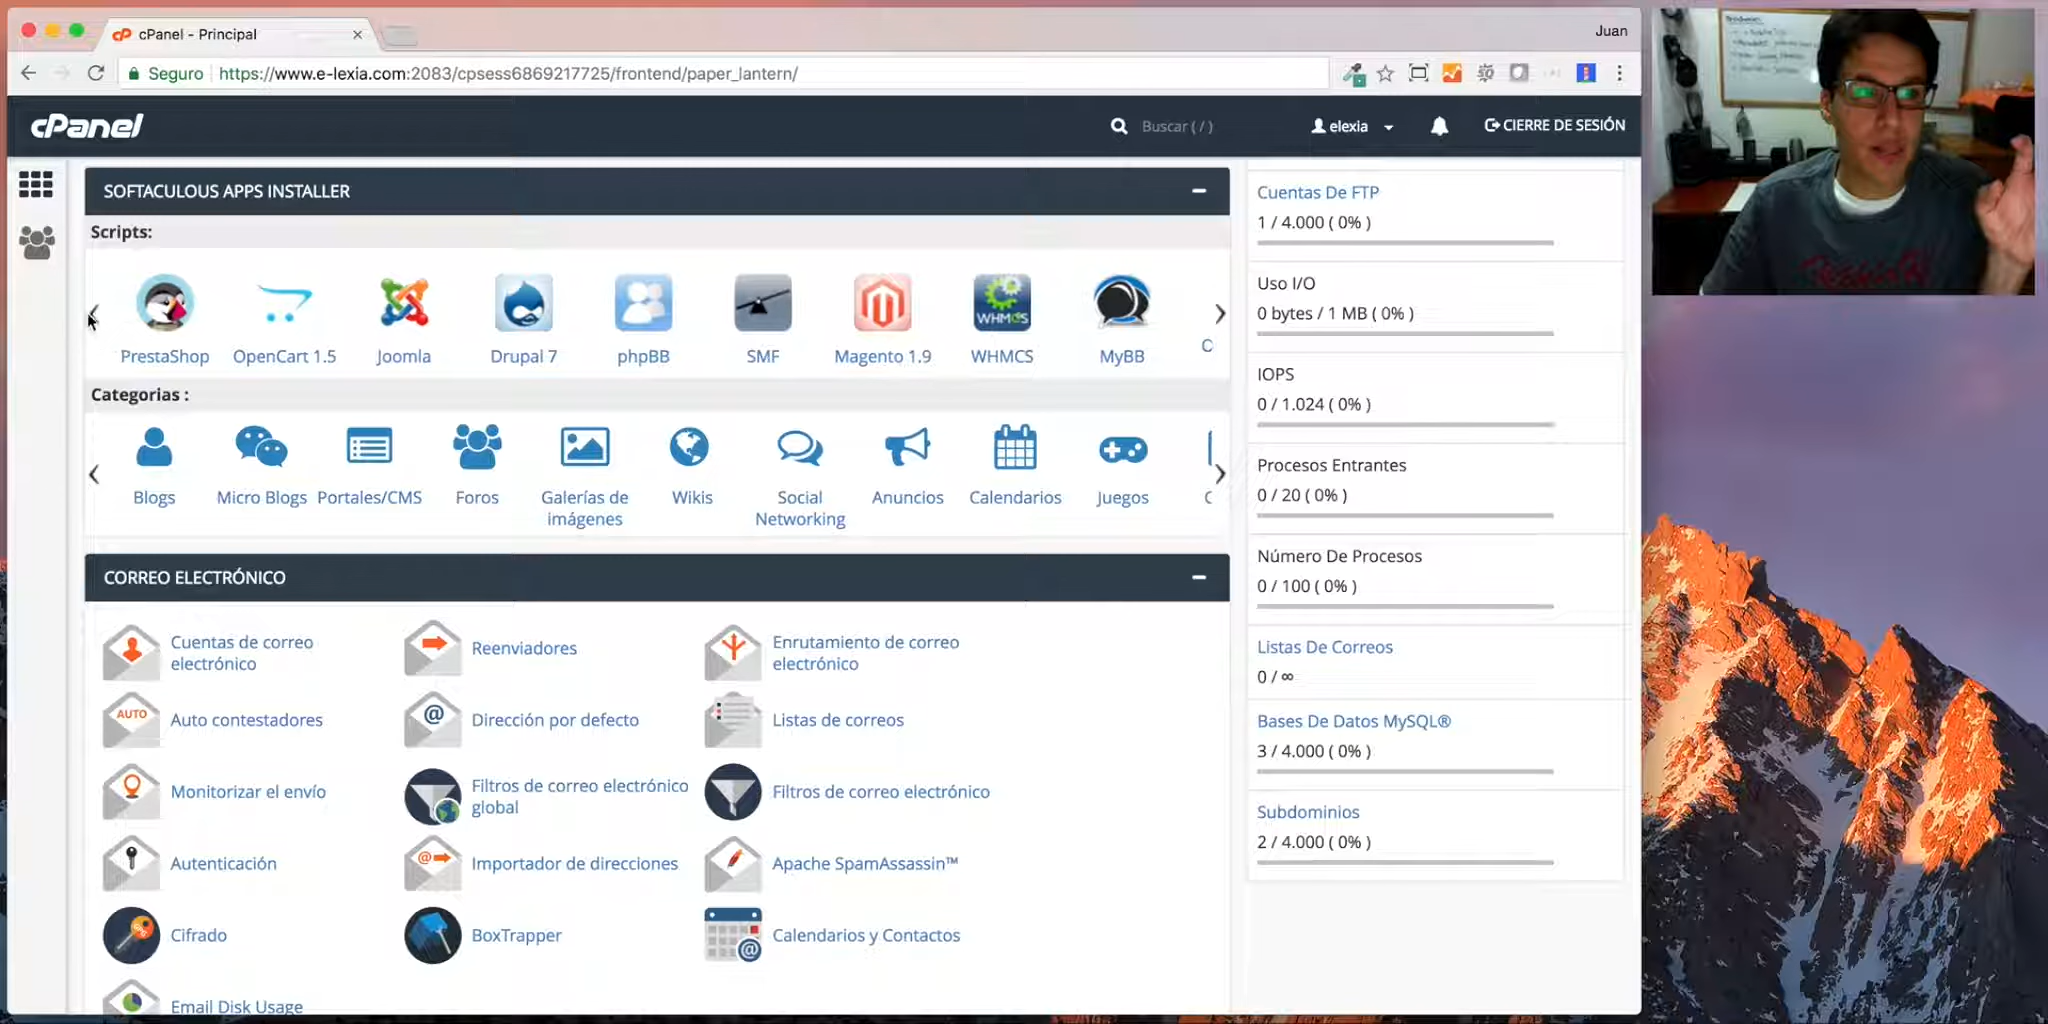 cPanel - Principal
Juan
Seguro
https://www.e-lexia.com:2083/cpsess6869217725/frontend/paper_lantern/
cPanel
Buscar ( / )
elexia
CIERRE DE SESIÓN
SOFTACULOUS APPS INSTALLER
Scripts:
PrestaShop
OpenCart 1.5
Joomla
Drupal 7
phpBB
SMF
Magento 1.9
WHMCS
WHMCS
MyBB
Categorias :
Blogs
Micro Blogs
Portales/CMS
Foros
Galerías de
imágenes
Wikis
Social
Networking
Anuncios
Calendarios
Juegos
CORREO ELECTRÓNICO
Cuentas de correo
electrónico
Reenviadores
Enrutamiento de correo
electrónico
AUTO
Auto contestadores
Dirección por defecto
Listas de correos
Monitorizar el envío
Filtros de correo electrónico
global
Filtros de correo electrónico
Autenticación
Importador de direcciones
Apache SpamAssassin™
Cifrado
BoxTrapper
Calendarios y Contactos
Email Disk Usage
Cuentas De FTP
1 / 4.000 ( 0% )
Uso I/O
0 bytes / 1 MB ( 0% )
IOPS
0 / 1.024 ( 0% )
Procesos Entrantes
0 / 20 ( 0% )
Número De Procesos
0 / 100 ( 0% )
Listas De Correos
0 / ∞
Bases De Datos MySQL®
3 / 4.000 ( 0% )
Subdominios
2 / 4.000 ( 0% )